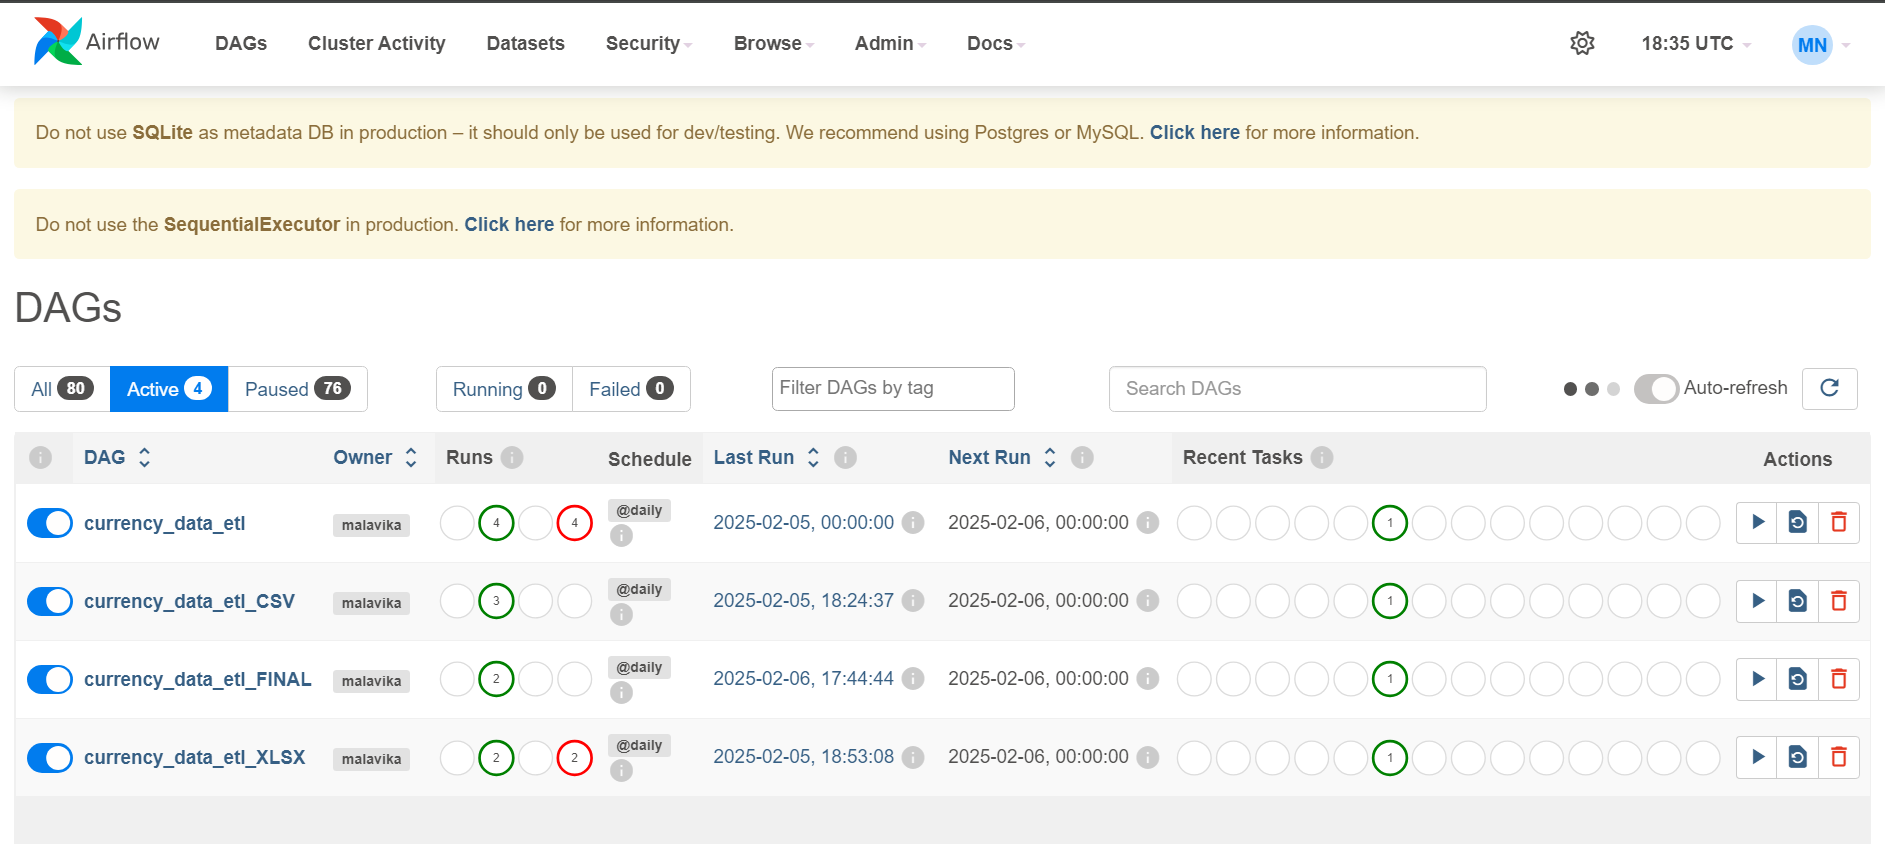 Airflow DAGs Cluster Activity Datasets Security Browse Admin Docs 18:35 UTC MN
Do not use SQLite as metadata DB in production – it should only be used for dev/testing. We recommend using Postgres or MySQL. Click here for more information.
Do not use the SequentialExecutor in production. Click here for more information.
DAGs
All 80 Active 4 Paused 76 Running 0 Failed 0 Filter DAGs by tag Search DAGs Auto-refresh
i DAG Owner Runs i Schedule Last Run i Next Run i Recent Tasks i Actions
currency_data_etl malavika 4 4 @daily i 2025-02-05, 00:00:00 i 2025-02-06, 00:00:00 i 1
currency_data_etl_CSV malavika 3 @daily i 2025-02-05, 18:24:37 i 2025-02-06, 00:00:00 i 1
currency_data_etl_FINAL malavika 2 @daily i 2025-02-06, 17:44:44 i 2025-02-06, 00:00:00 i 1
currency_data_etl_XLSX malavika 2 2 @daily i 2025-02-05, 18:53:08 i 2025-02-06, 00:00:00 i 1